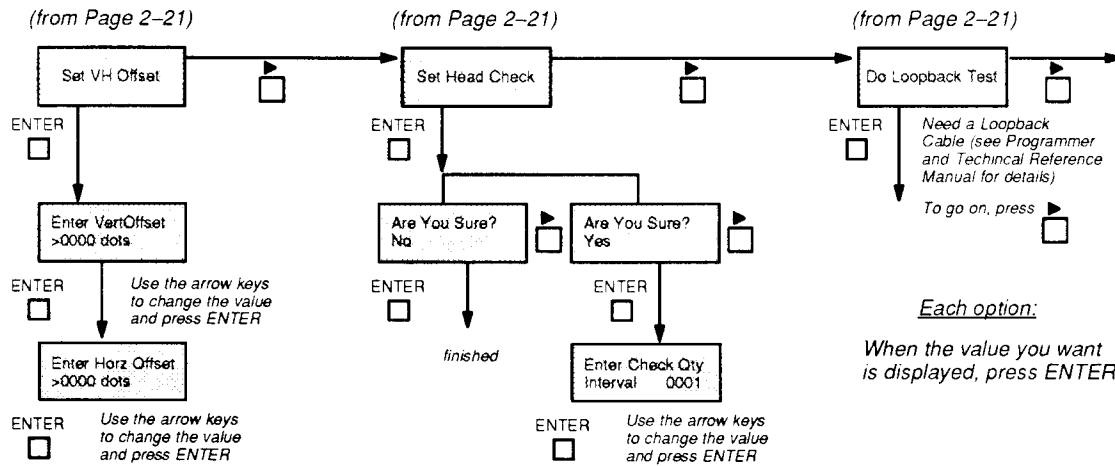 (from Page 2–21)
(from Page 2–21)
(from Page 2–21)
Set VH Offset
Set Head Check
Do Loopback Test
ENTER
ENTER
ENTER
Need a Loopback
Cable (see Programmer
and Techincal Reference
Manual for details)
To go on, press
Enter VertOffset
>0000 dots
Are You Sure?
No
Are You Sure?
Yes
ENTER
Use the arrow keys
to change the value
and press ENTER
ENTER
ENTER
Enter Horz Offset
>0000 dots
finished
Enter Check Qty
Interval 0001
Each option:
When the value you want
is displayed, press ENTER
ENTER
Use the arrow keys
to change the value
and press ENTER
ENTER
Use the arrow keys
to change the value
and press ENTER